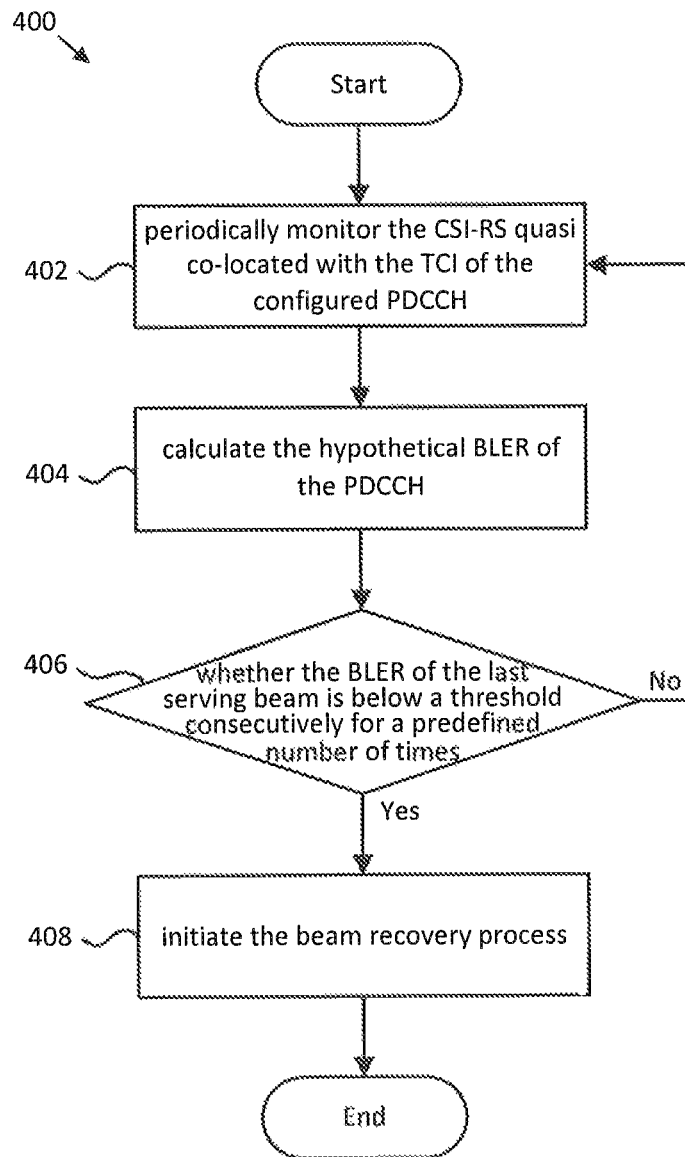 400
Start
periodically monitor the CSI-RS quasi
co-located with the TCI of the
configured PDCCH
402
calculate the hypothetical BLER of
the PDCCH
404
406
whether the BLER of the last
serving beam is below a threshold
consecutively for a predefined
number of times
No
Yes
408
initiate the beam recovery process
End